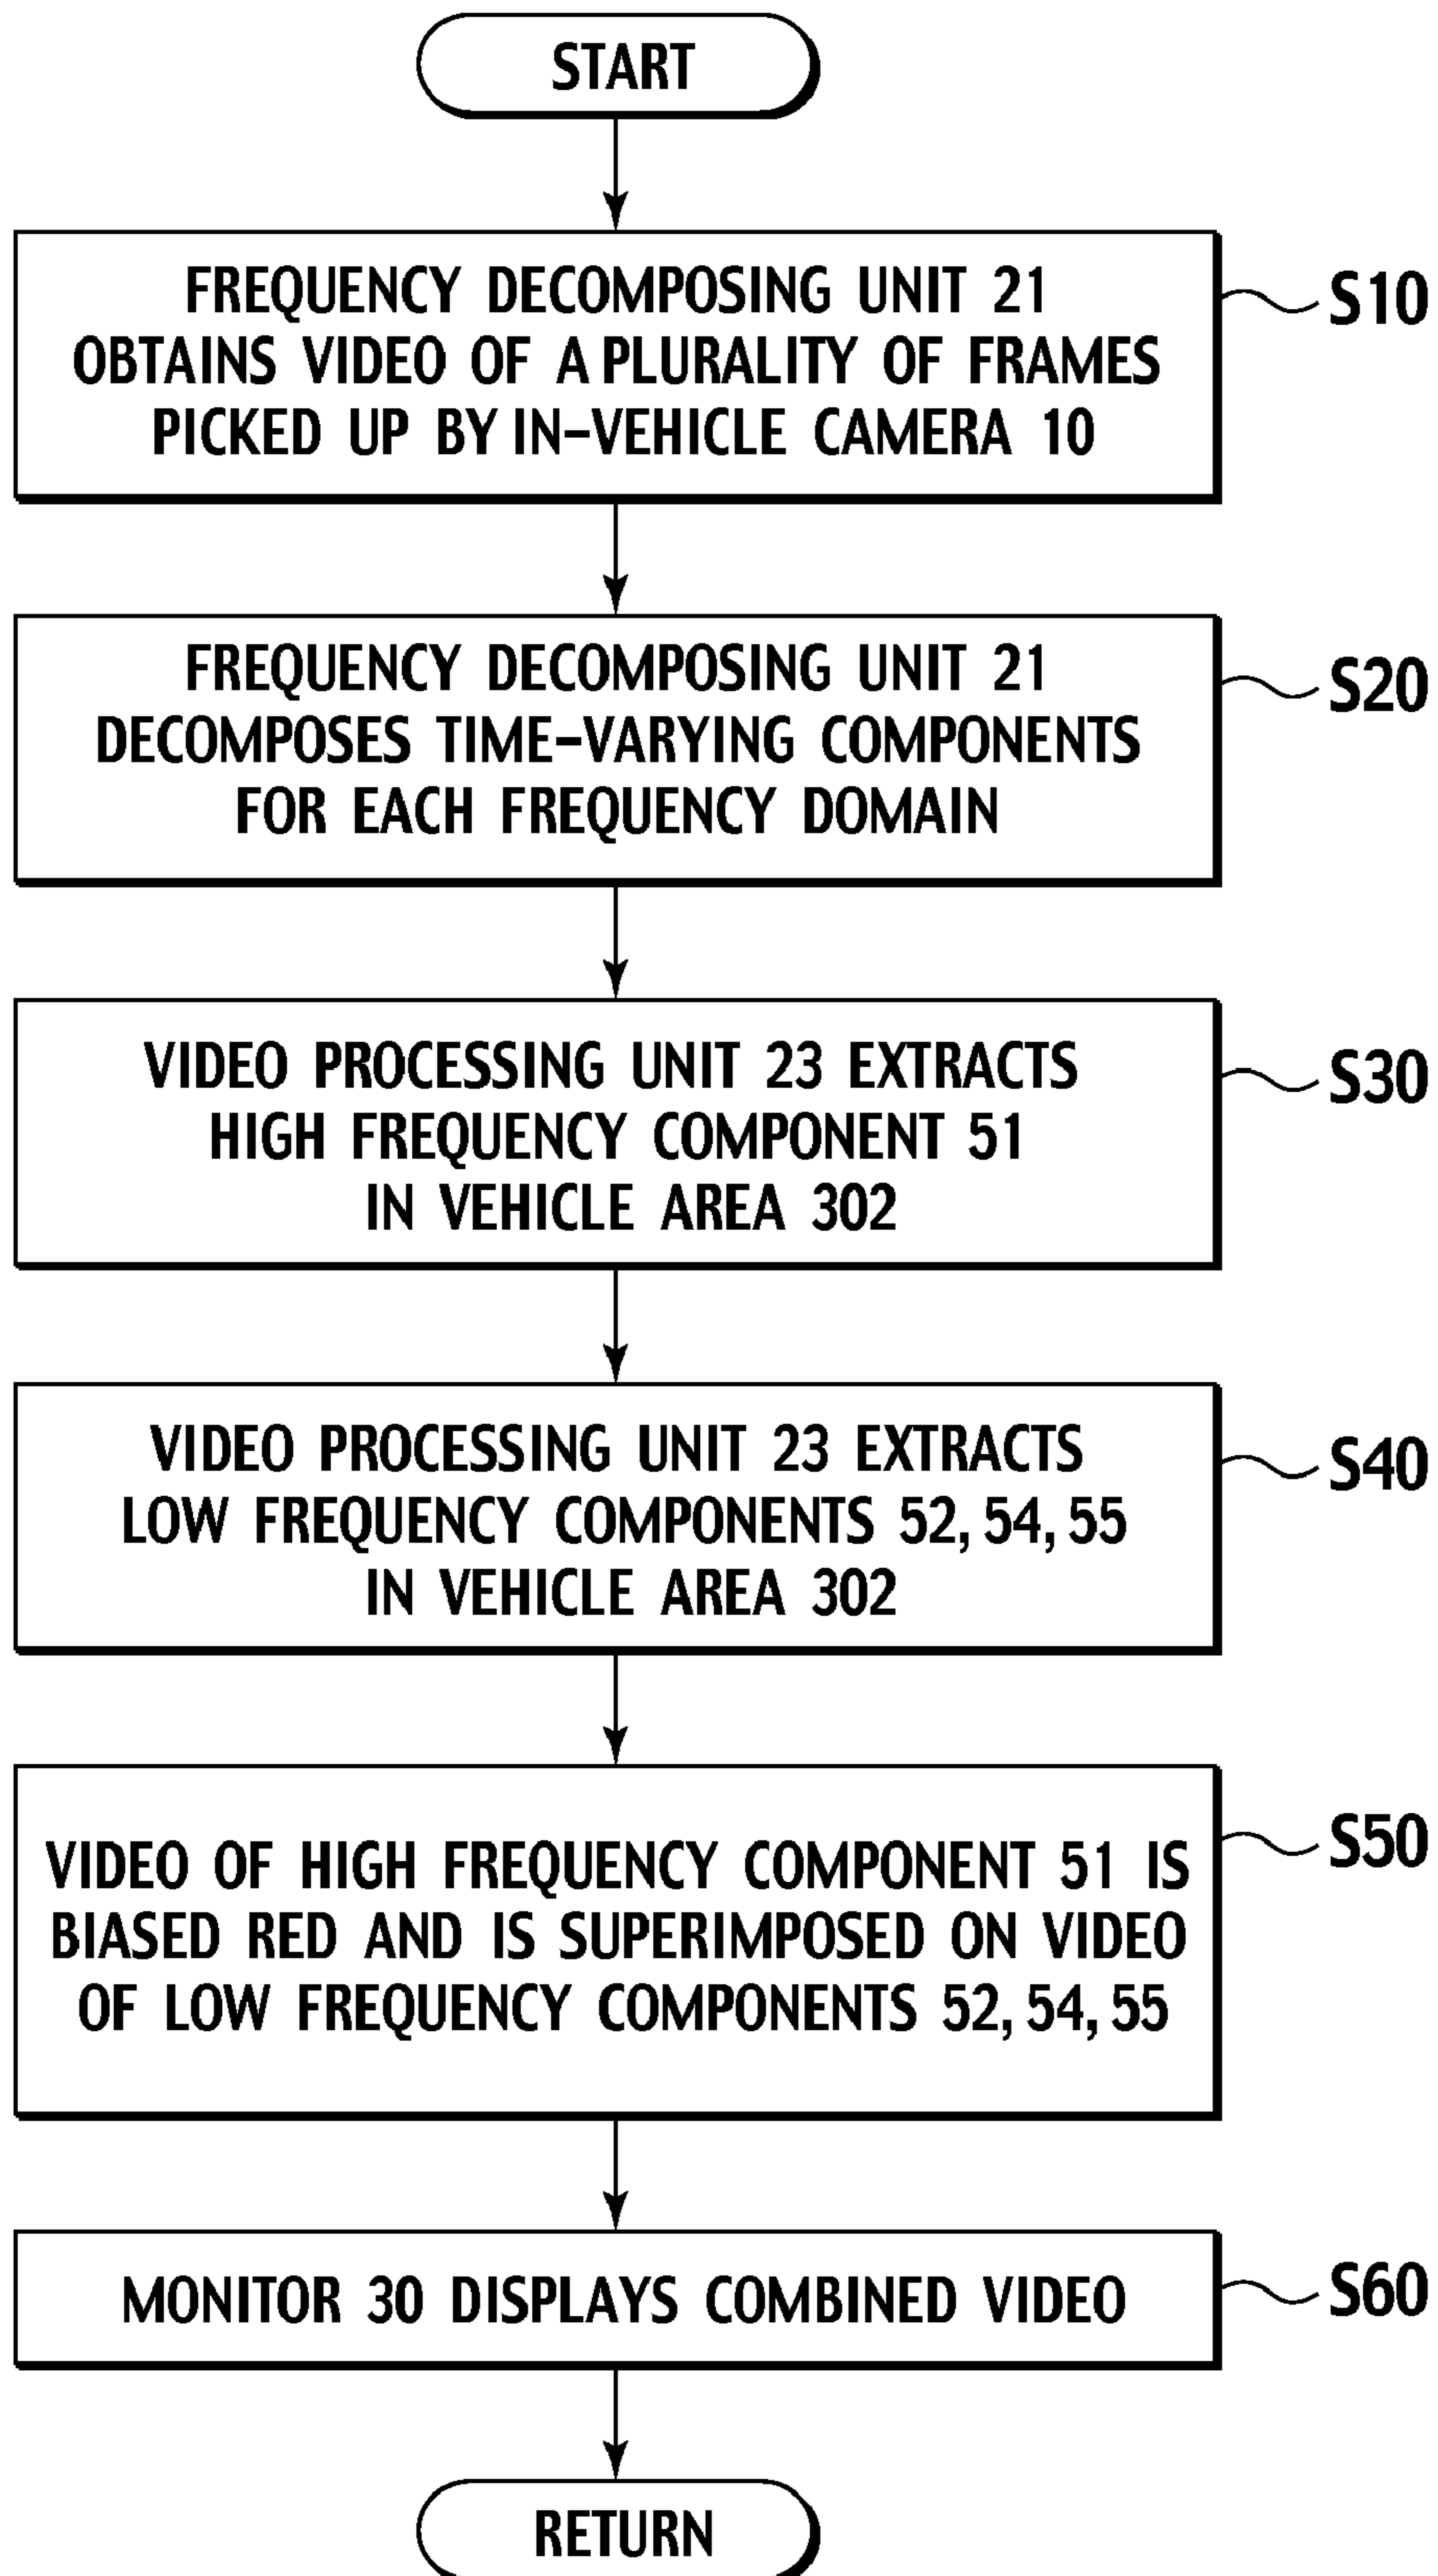 START
FREQUENCY DECOMPOSING UNIT 21
OBTAINS VIDEO OF A PLURALITY OF FRAMES
PICKED UP BY IN-VEHICLE CAMERA 10
S10
FREQUENCY DECOMPOSING UNIT 21
DECOMPOSES TIME-VARYING COMPONENTS
FOR EACH FREQUENCY DOMAIN
S20
VIDEO PROCESSING UNIT 23 EXTRACTS
HIGH FREQUENCY COMPONENT 51
IN VEHICLE AREA 302
S30
VIDEO PROCESSING UNIT 23 EXTRACTS
LOW FREQUENCY COMPONENTS 52, 54, 55
IN VEHICLE AREA 302
S40
VIDEO OF HIGH FREQUENCY COMPONENT 51 IS
BIASED RED AND IS SUPERIMPOSED ON VIDEO
OF LOW FREQUENCY COMPONENTS 52, 54, 55
S50
MONITOR 30 DISPLAYS COMBINED VIDEO
S60
RETURN